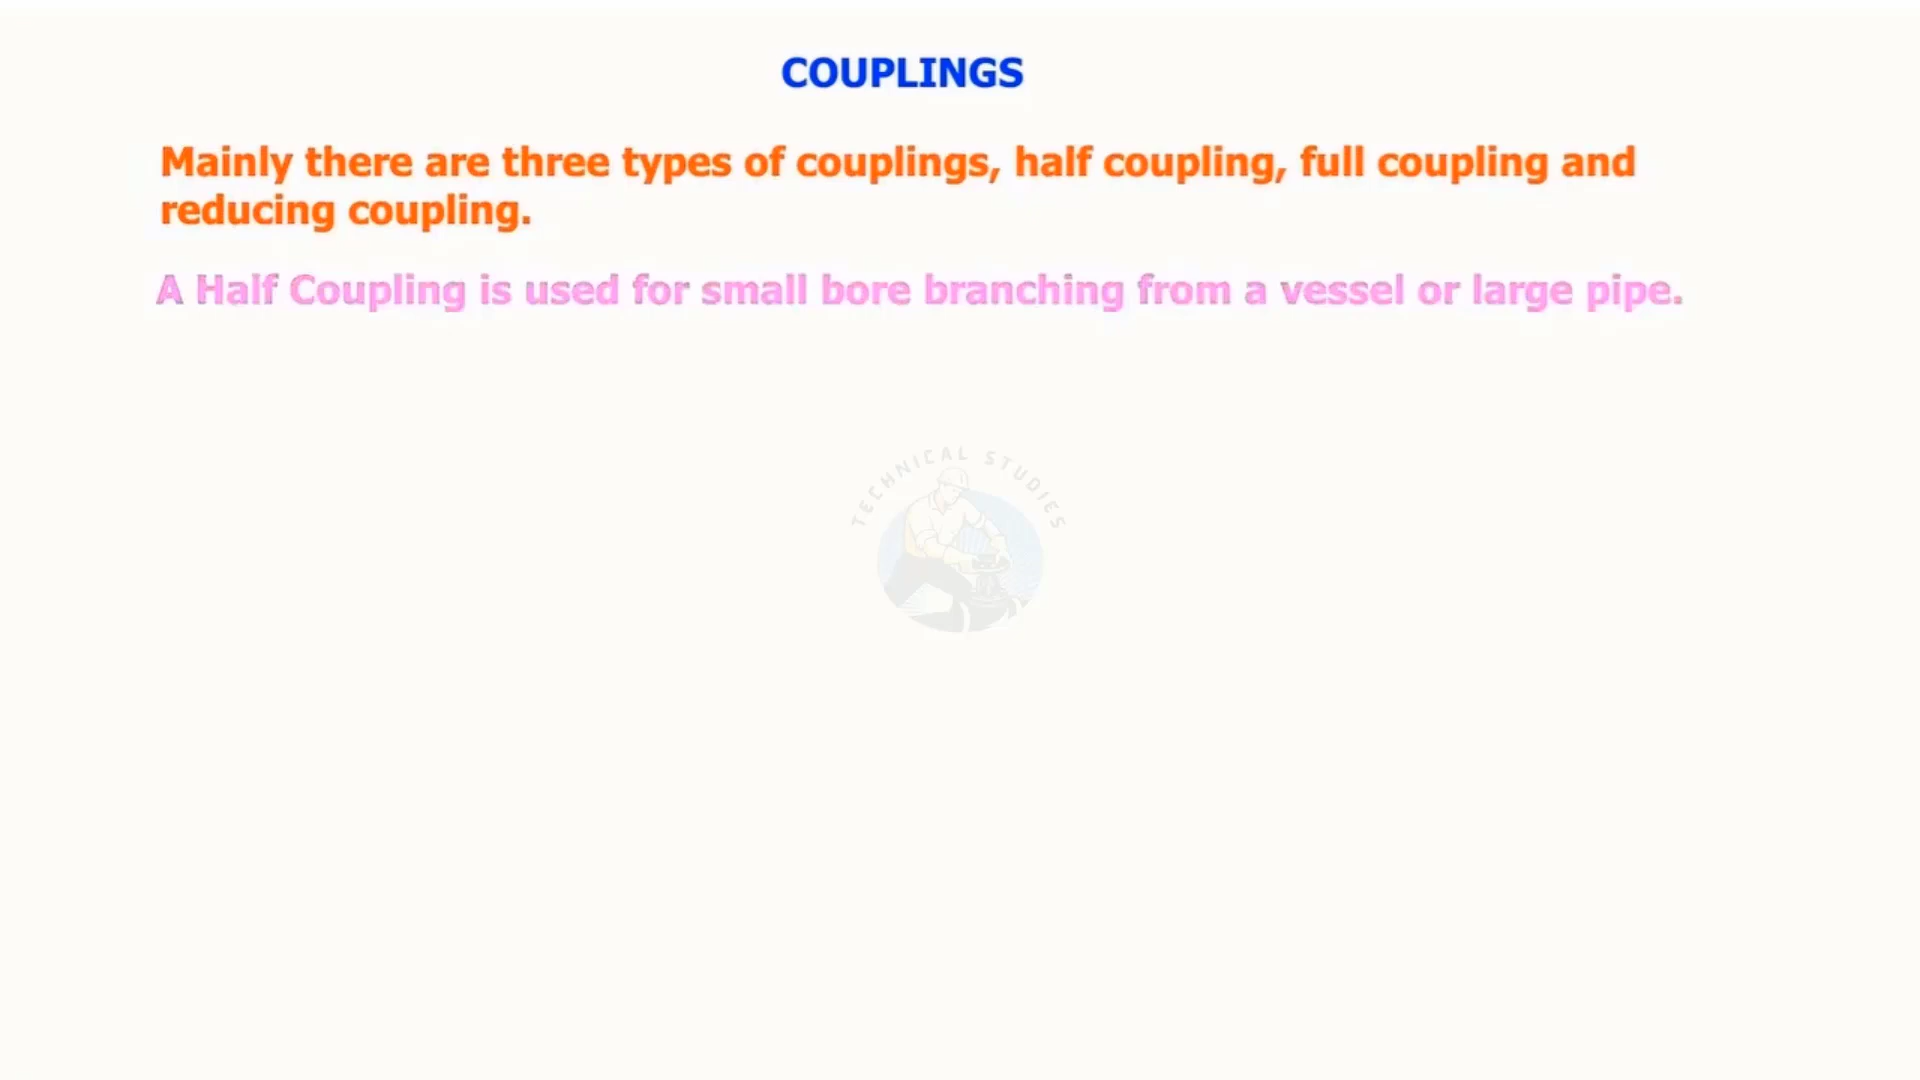 COUPLINGS
Mainly there are three types of couplings, half coupling, full coupling and
reducing coupling.
A Half Coupling is used for small bore branching from a vessel or large pipe.
TECHNICAL STUDIES